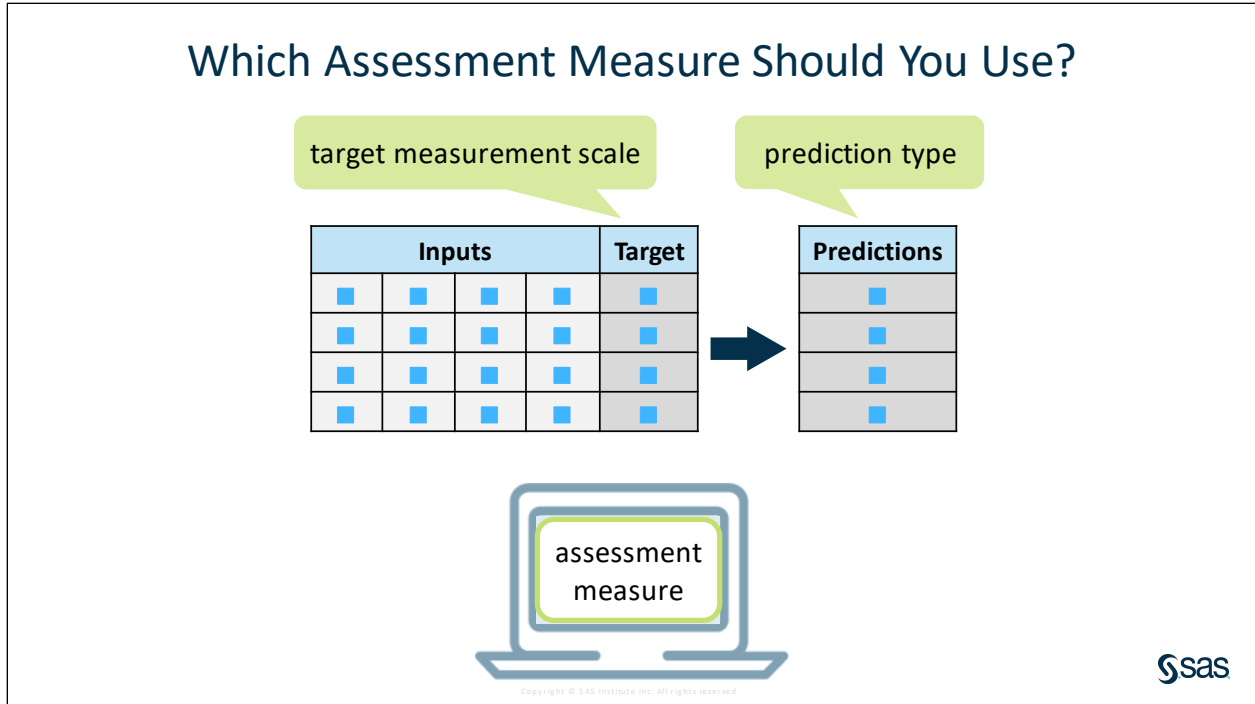 Which Assessment Measure Should You Use?
target measurement scale
prediction type
Inputs Target
Predictions
assessment
measure
Copyright © SAS Institute Inc. All rights reserved.
sas